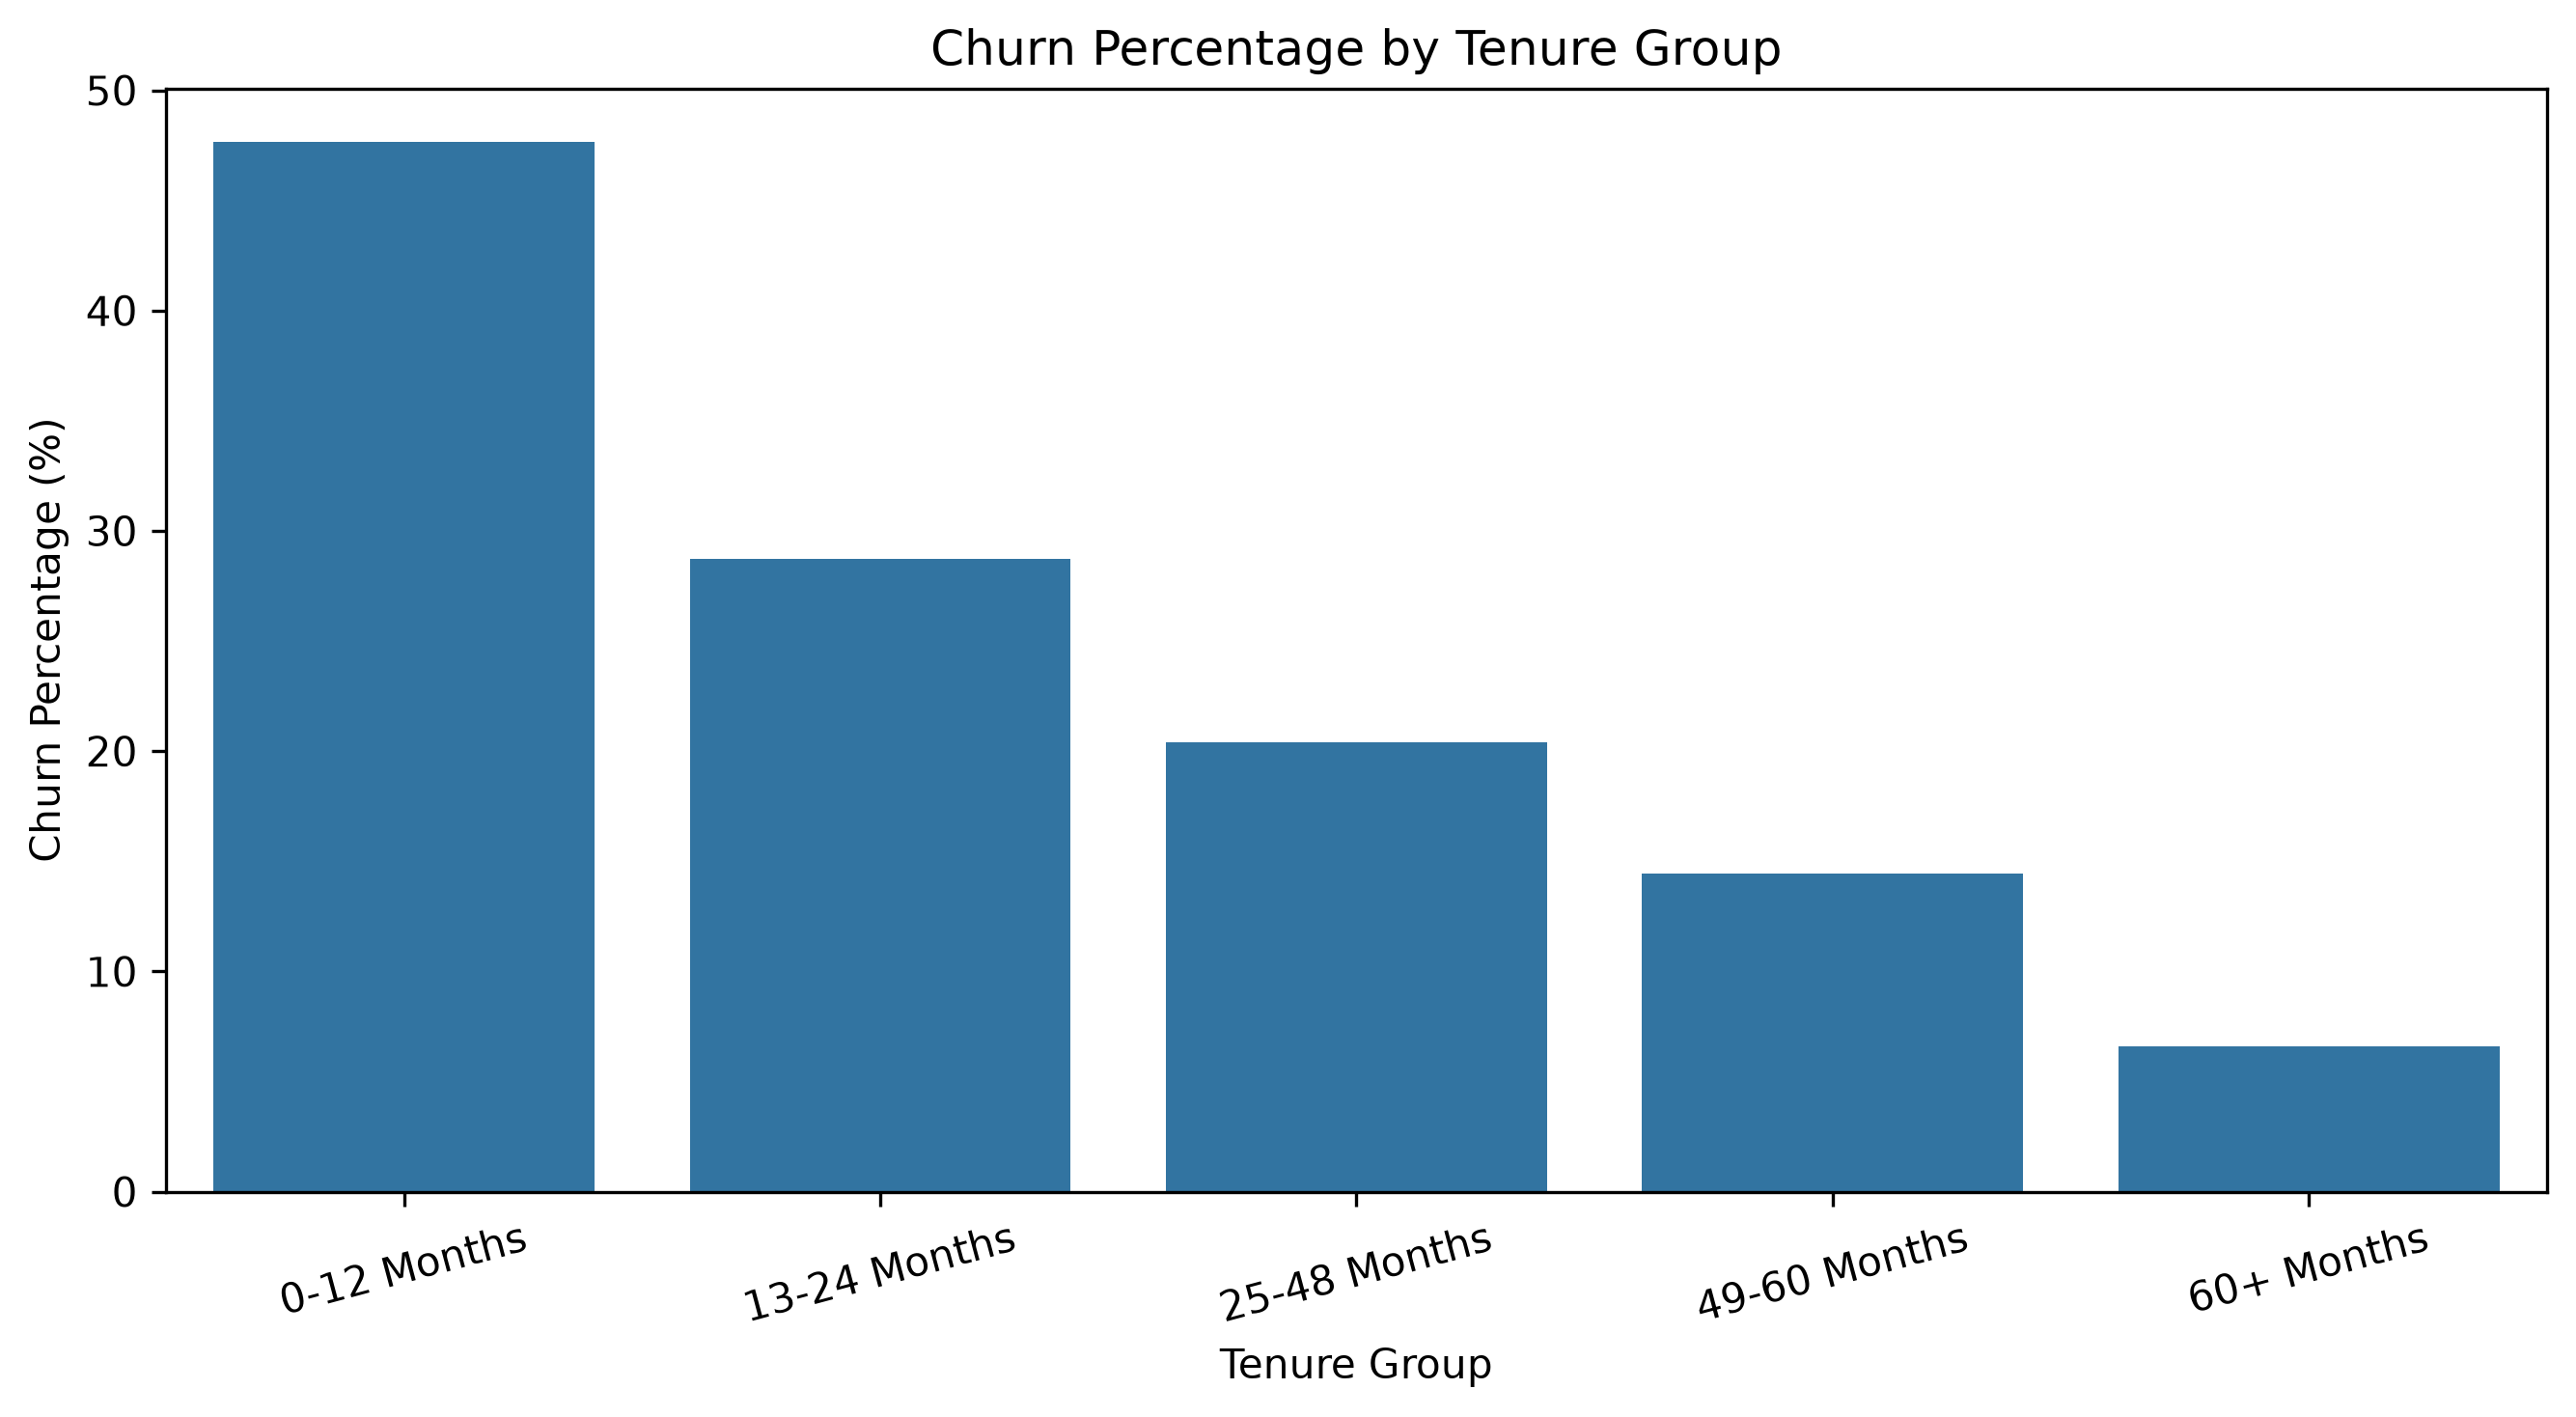 Churn Percentage by Tenure Group
Churn Percentage (%)
50
40
30
20
10
0
0-12 Months
13-24 Months
25-48 Months
49-60 Months
60+ Months
Tenure Group